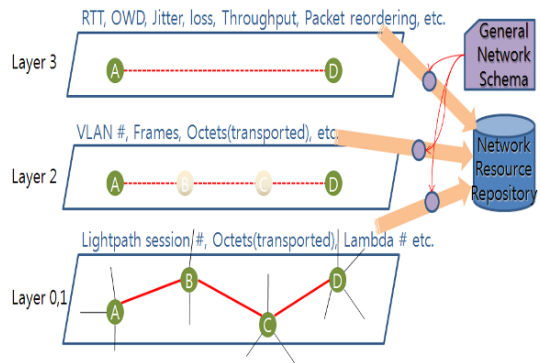 RTT, OWD, Jitter, loss, Throughput, Packet reordering, etc.
General
Network
Schema
Layer 3
A
D
VLAN #, Frames, Octets(transported), etc.
Network
Resource
Repository
Layer 2
A
B
C
D
Lightpath session, #, Octets(transported), Lambda # etc.
Layer 0,1
A
B
C
D